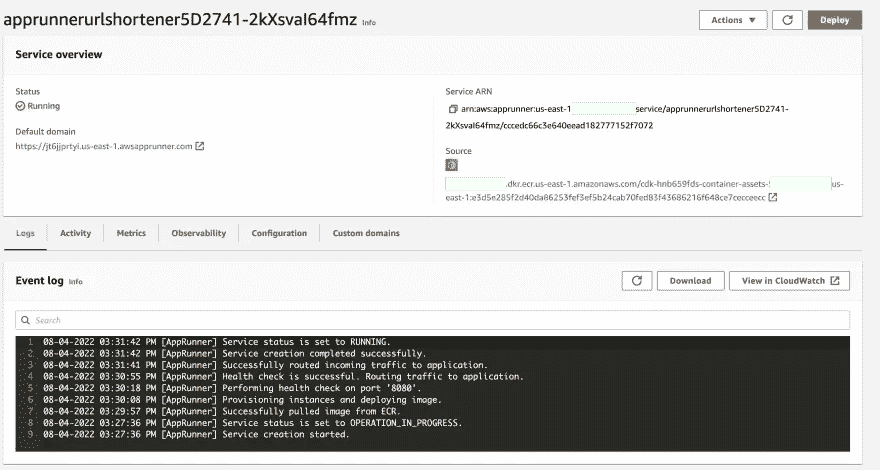 apprunnerurlshortener5D2741-2kXsvaI64fmz Info
Actions ▼
Deploy
Service overview
Status
Running
Default domain
https://jt6jjprtyi.us-east-1.awsapprunner.com
Service ARN
arn:aws:apprunner:us-east-1 service/apprunnerurlshortener5D2741-
2kXsvaI64fmz/cccedc66c3e640eead182777152f7072
Source
.dkr.ecr.us-east-1.amazonaws.com/cdk-hnb659fds-container-assets- us-
east-1:e3d5e285f2d40da86253fef3ef5b24cab70fed83f43686216f648ce7cecceecc
Logs
Activity
Metrics
Observability
Configuration
Custom domains
Event log Info
Download
View in CloudWatch
Search
1 08-04-2022 03:31:42 PM [AppRunner] Service status is set to RUNNING.
2 08-04-2022 03:31:42 PM [AppRunner] Service creation completed successfully.
3 08-04-2022 03:31:41 PM [AppRunner] Successfully routed incoming traffic to application.
4 08-04-2022 03:30:55 PM [AppRunner] Health check is successful. Routing traffic to application.
5 08-04-2022 03:30:18 PM [AppRunner] Performing health check on port '8080'.
6 08-04-2022 03:30:08 PM [AppRunner] Provisioning instances and deploying image.
7 08-04-2022 03:29:57 PM [AppRunner] Successfully pulled image from ECR.
8 08-04-2022 03:27:36 PM [AppRunner] Service status is set to OPERATION_IN_PROGRESS.
9 08-04-2022 03:27:36 PM [AppRunner] Service creation started.